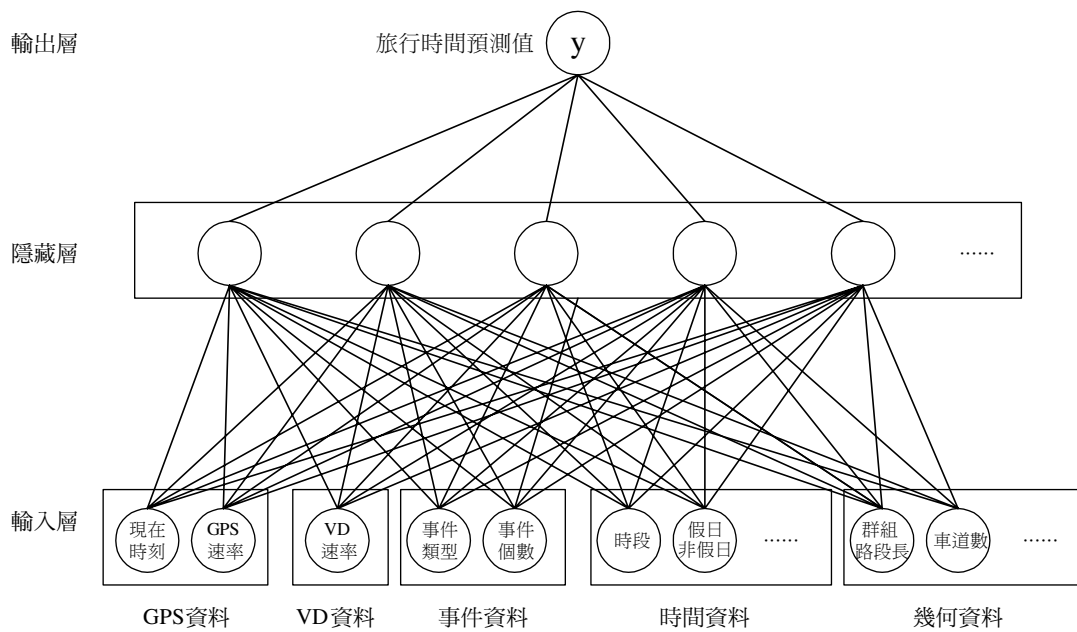 輸出層
旅行時間預測值
y
隱藏層
......
輸入層
現在
時刻
GPS
速率
VD
速率
事件
類型
事件
個數
時段
假日
非假日
......
群組
路段長
車道數
......
GPS資料
VD資料
事件資料
時間資料
幾何資料